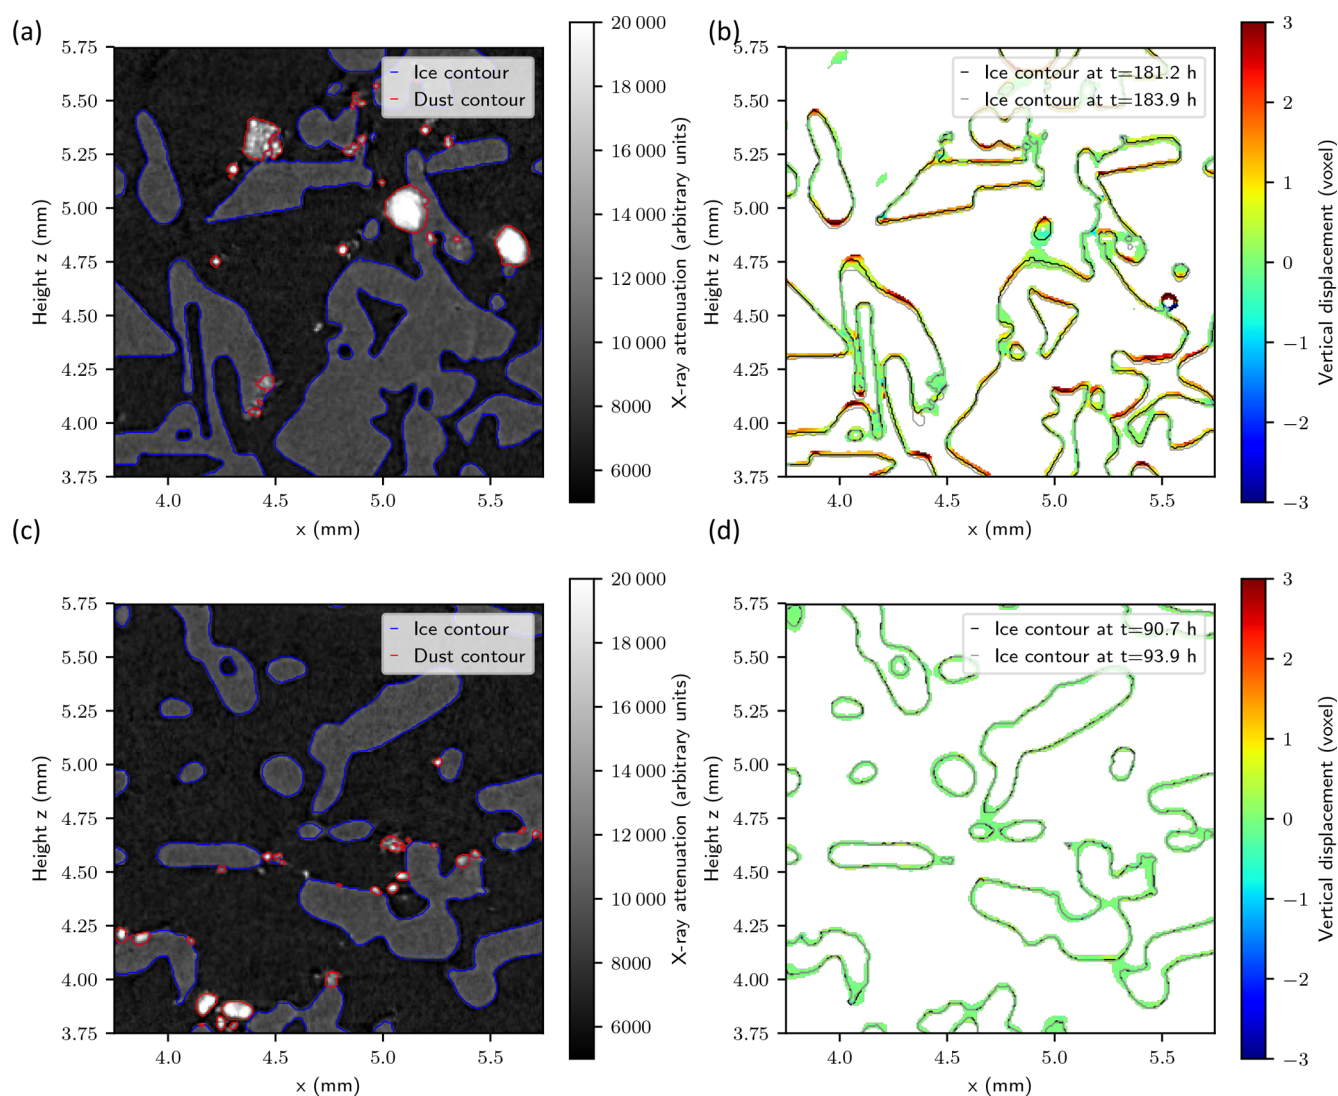 (a)
5.75
5.50
5.25
5.00
4.75
4.50
4.25
4.00
3.75
Height z (mm)
4.0 4.5 5.0 5.5
x (mm)
Ice contour
Dust contour
20 000
18 000
16 000
14 000
12 000
10 000
8000
6000
X-ray attenuation (arbitrary units)
(b)
5.75
5.50
5.25
5.00
4.75
4.50
4.25
4.00
3.75
Height z (mm)
4.0 4.5 5.0 5.5
x (mm)
Ice contour at t=181.2 h
Ice contour at t=183.9 h
3
2
1
0
−1
−2
−3
Vertical displacement (voxel)
(c)
5.75
5.50
5.25
5.00
4.75
4.50
4.25
4.00
3.75
Height z (mm)
4.0 4.5 5.0 5.5
x (mm)
Ice contour
Dust contour
20 000
18 000
16 000
14 000
12 000
10 000
8000
6000
X-ray attenuation (arbitrary units)
(d)
5.75
5.50
5.25
5.00
4.75
4.50
4.25
4.00
3.75
Height z (mm)
4.0 4.5 5.0 5.5
x (mm)
Ice contour at t=90.7 h
Ice contour at t=93.9 h
3
2
1
0
−1
−2
−3
Vertical displacement (voxel)